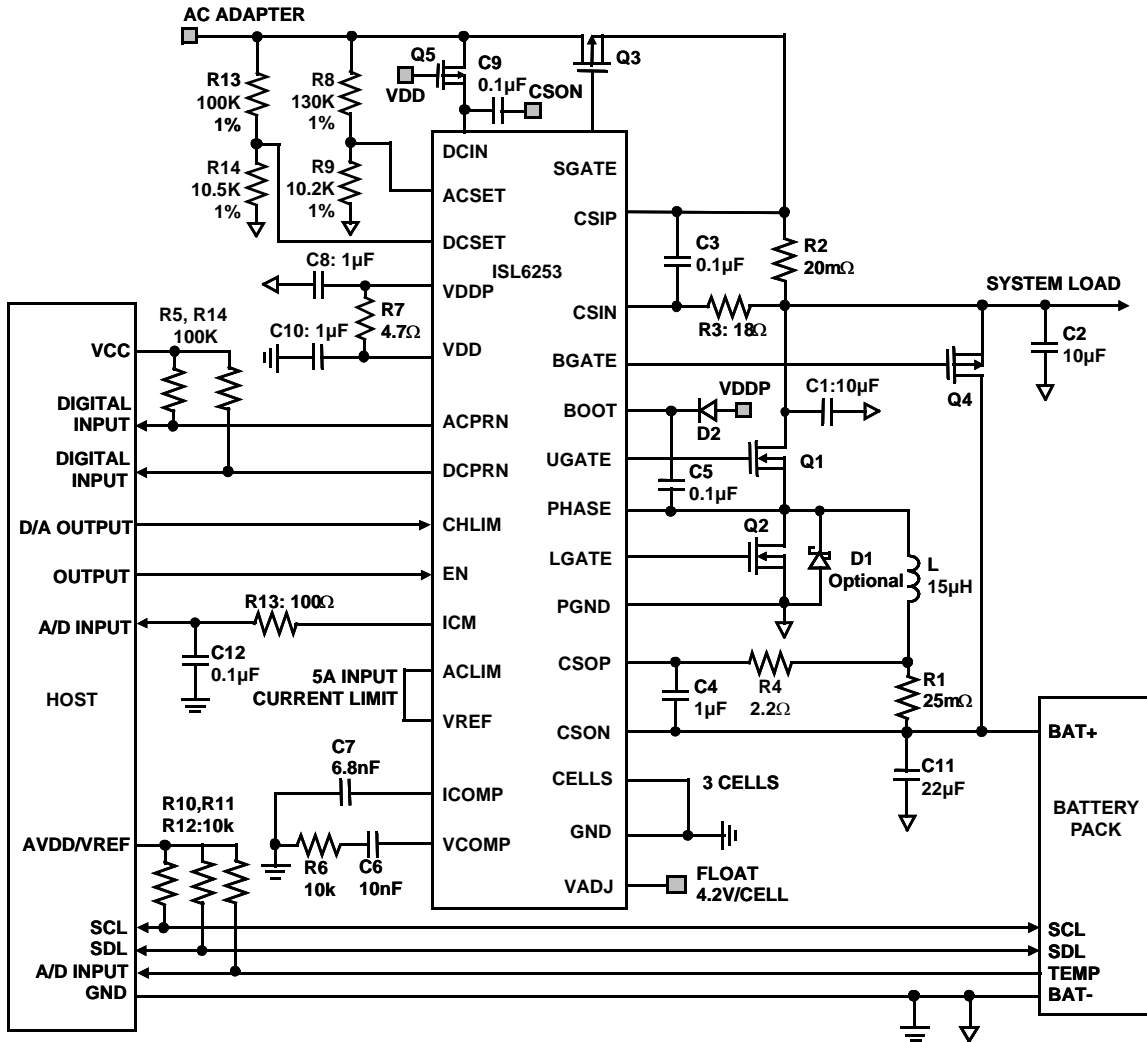 AC ADAPTER
R13
100K
1%
R8
130K
1%
Q5
VDD
C9
0.1µF
CSON
Q3
R14
10.5K
1%
R9
10.2K
1%
DCIN
ACSET
DCSET
VDDP
VDD
ACPRN
DCPRN
CHLIM
EN
ICM
ACLIM
VREF
ICOMP
VCOMP
ISL6253
SGATE
CSIP
CSIN
BGATE
BOOT
UGATE
PHASE
LGATE
PGND
CSOP
CSON
CELLS
GND
VADJ
C8: 1µF
R7
4.7Ω
C10: 1µF
C3
0.1µF
R2
20mΩ
R3: 18Ω
SYSTEM LOAD
C2
10µF
Q4
VDDP
D2
C1:10µF
C5
0.1µF
Q1
Q2
D1
Optional
L
15µH
C4
1µF
R4
2.2Ω
R1
25mΩ
C11
22µF
3 CELLS
FLOAT
4.2V/CELL
R5, R14
100K
VCC
DIGITAL
INPUT
DIGITAL
INPUT
D/A OUTPUT
OUTPUT
A/D INPUT
R13: 100Ω
C12
0.1µF
5A INPUT
CURRENT LIMIT
HOST
C7
6.8nF
R6
10k
C6
10nF
R10,R11
R12:10k
AVDD/VREF
SCL
SDL
A/D INPUT
GND
BAT+
BATTERY
PACK
SCL
SDL
TEMP
BAT-